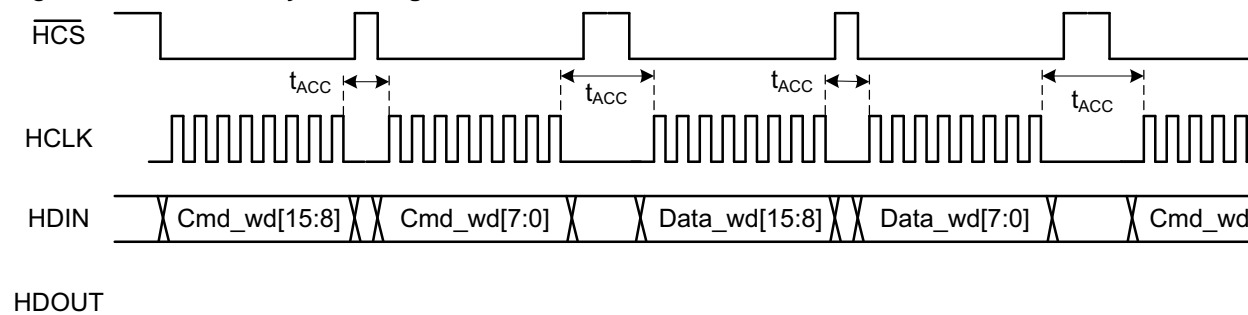 HCS
tACC tACC tACC tACC
HCLK
HDIN Cmd_wd[15:8] Cmd_wd[7:0] Data_wd[15:8] Data_wd[7:0] Cmd_wd
HDOUT